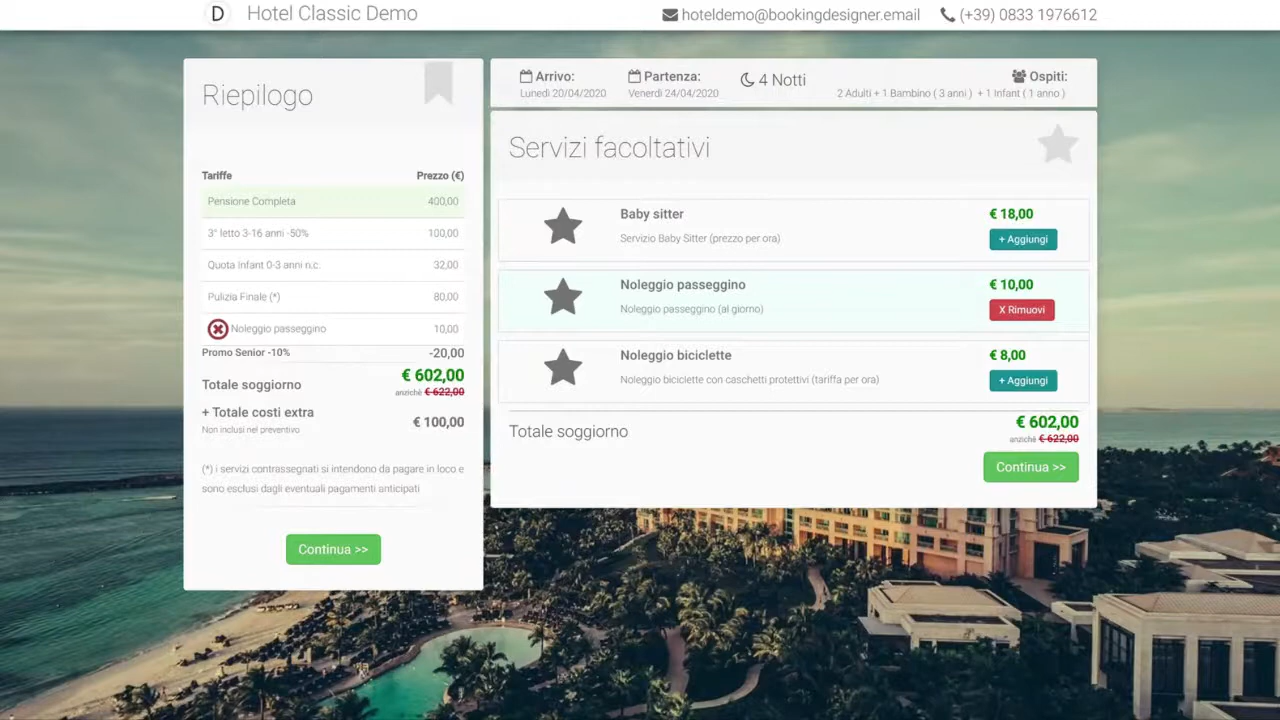 D Hotel Classic Demo
hoteldemo@bookingdesigner.email (+39) 0833 1976612
Riepilogo
Tariffe Prezzo (€)
Pensione Completa 400,00
3° letto 3-16 anni -50% 100,00
Quota Infant 0-3 anni n.c. 32,00
Pulizia Finale (*) 80,00
Noleggio passeggino 10,00
Promo Senior -10% -20,00
Totale soggiorno € 602,00
anziché € 622,00
+ Totale costi extra € 100,00
Non inclusi nel preventivo
(*) i servizi contrassegnati si intendono da pagare in loco e
sono esclusi dagli eventuali pagamenti anticipati
Continua >>
Arrivo: Partenza: 4 Notti Ospiti:
Lunedì 20/04/2020 Venerdì 24/04/2020 2 Adulti + 1 Bambino ( 3 anni ) + 1 Infant ( 1 anno )
Servizi facoltativi
Baby sitter € 18,00
Servizio Baby Sitter (prezzo per ora) + Aggiungi
Noleggio passeggino € 10,00
Noleggio passeggino (al giorno) X Rimuovi
Noleggio biciclette € 8,00
Noleggio biciclette con caschetti protettivi (tariffa per ora) + Aggiungi
Totale soggiorno € 602,00
anziché € 622,00
Continua >>